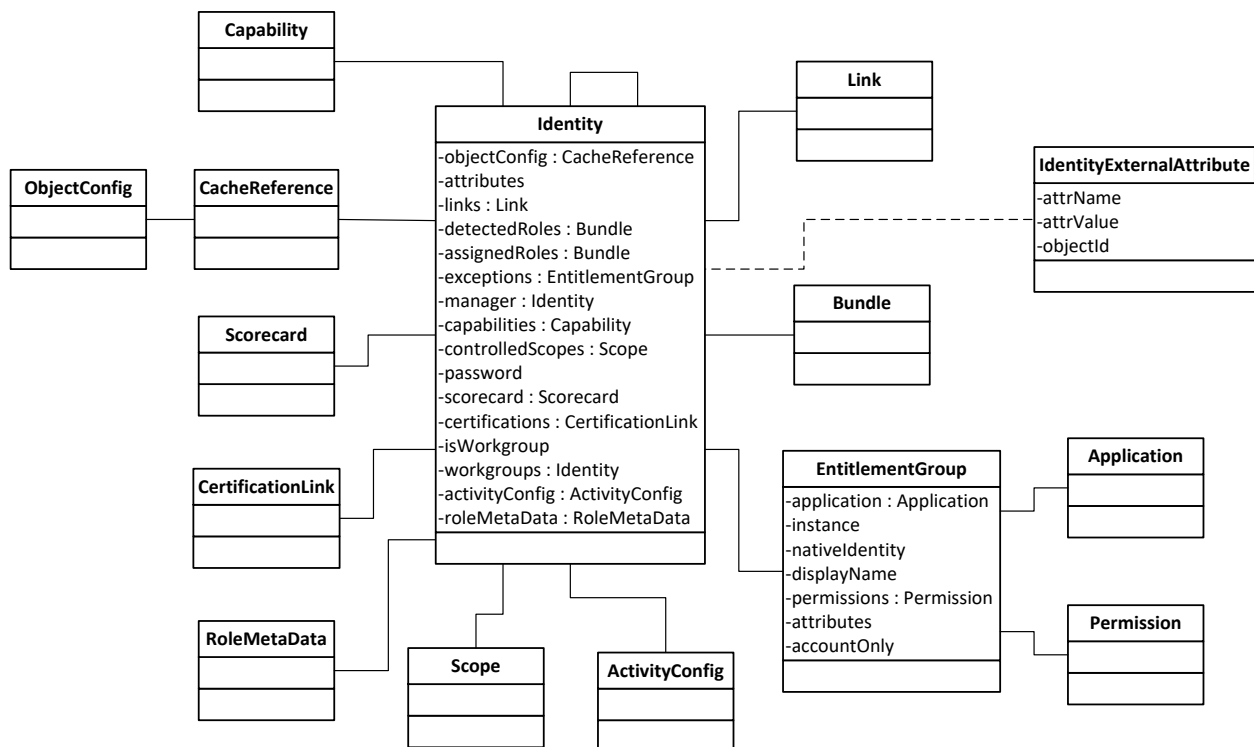 Capability
Link
Identity
-objectConfig : CacheReference
-attributes
-links : Link
-detectedRoles : Bundle
-assignedRoles : Bundle
-exceptions : EntitlementGroup
-manager : Identity
-capabilities : Capability
-controlledScopes : Scope
-password
-scorecard : Scorecard
-certifications : CertificationLink
-isWorkgroup
-workgroups : Identity
-activityConfig : ActivityConfig
-roleMetaData : RoleMetaData
IdentityExternalAttribute
-attrName
-attrValue
-objectId
ObjectConfig
CacheReference
Bundle
Scorecard
EntitlementGroup
-application : Application
-instance
-nativeIdentity
-displayName
-permissions : Permission
-attributes
-accountOnly
Application
CertificationLink
Permission
RoleMetaData
Scope
ActivityConfig